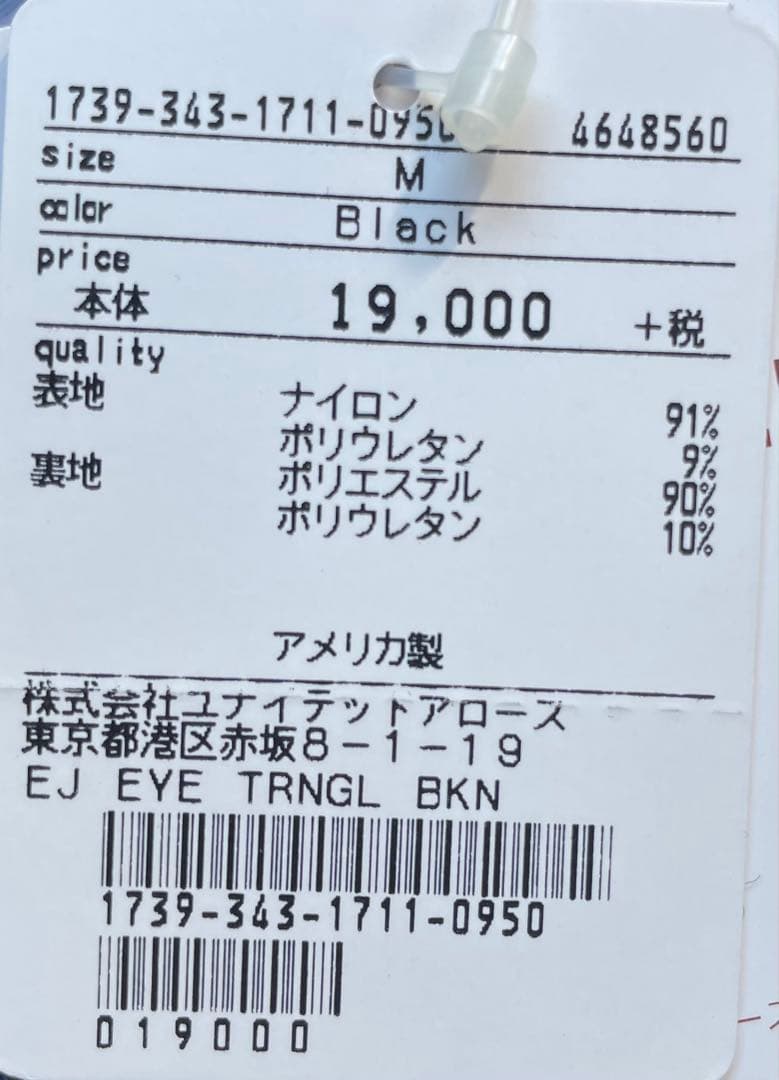 1739-343-1711-0950 4648560
size M
color Black
price
本体 19,000 +税
quality
表地 ナイロン 91%
ポリウレタン 9%
裏地 ポリエステル 90%
ポリウレタン 10%
アメリカ製
株式会社ユナイテットアローズ
東京都港区赤坂8-1-19
EJ EYE TRNGL BKN
1739-343-1711-0950
019000